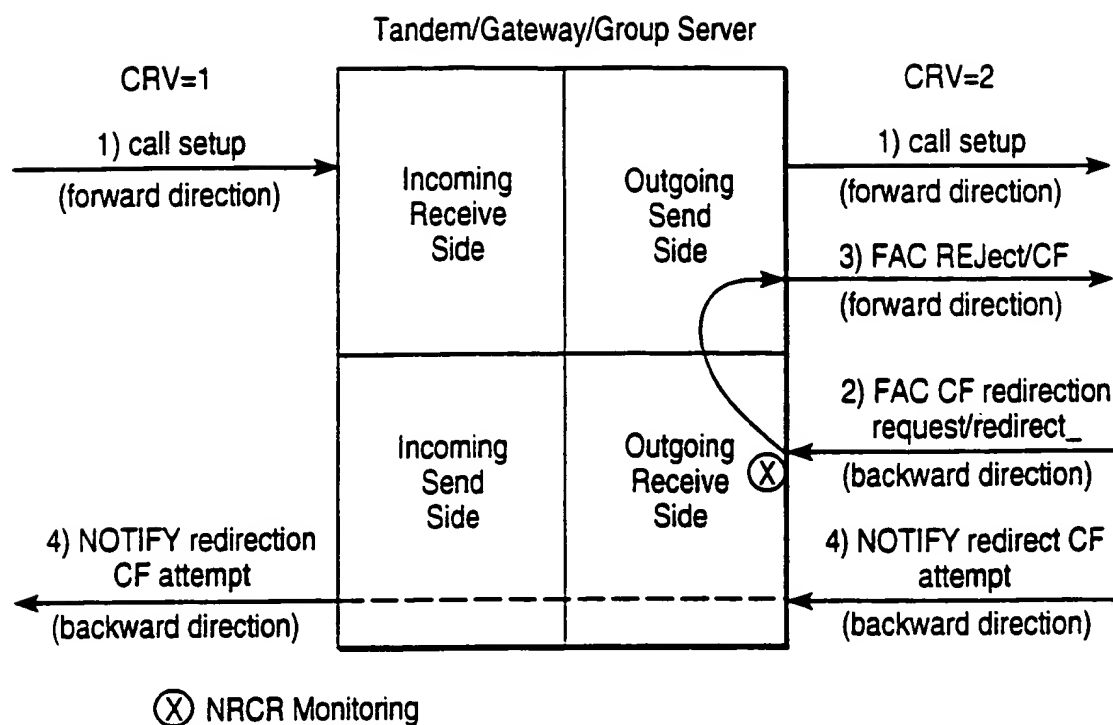 Tandem/Gateway/Group Server
CRV=1
CRV=2
1) call setup
(forward direction)
Incoming
Receive
Side
Outgoing
Send
Side
1) call setup
(forward direction)
3) FAC REJect/CF
(forward direction)
2) FAC CF redirection
request/redirect_
(backward direction)
Incoming
Send
Side
Outgoing
Receive
Side
X
4) NOTIFY redirection
CF attempt
(backward direction)
4) NOTIFY redirect CF
attempt
(backward direction)
X NRCR Monitoring